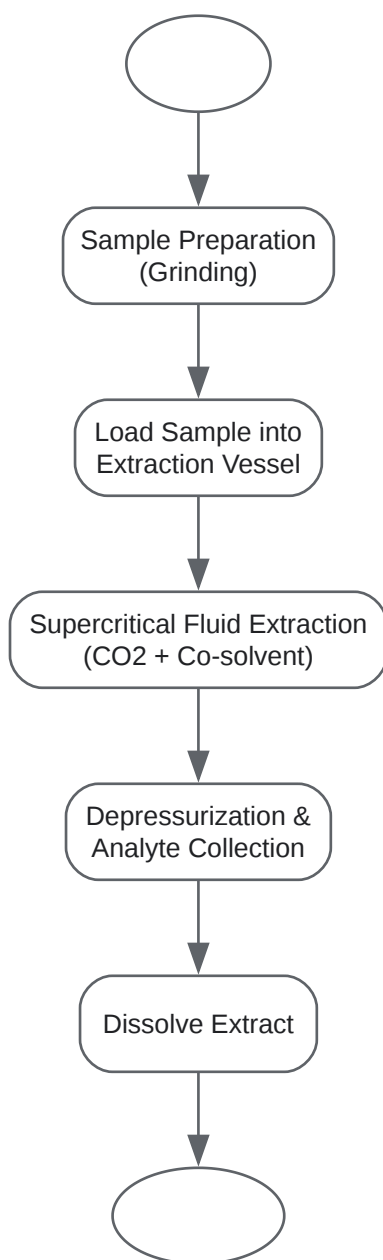 Sample Preparation
(Grinding)
Load Sample into
Extraction Vessel
Supercritical Fluid Extraction
(CO2 + Co-solvent)
Depressurization &
Analyte Collection
Dissolve Extract